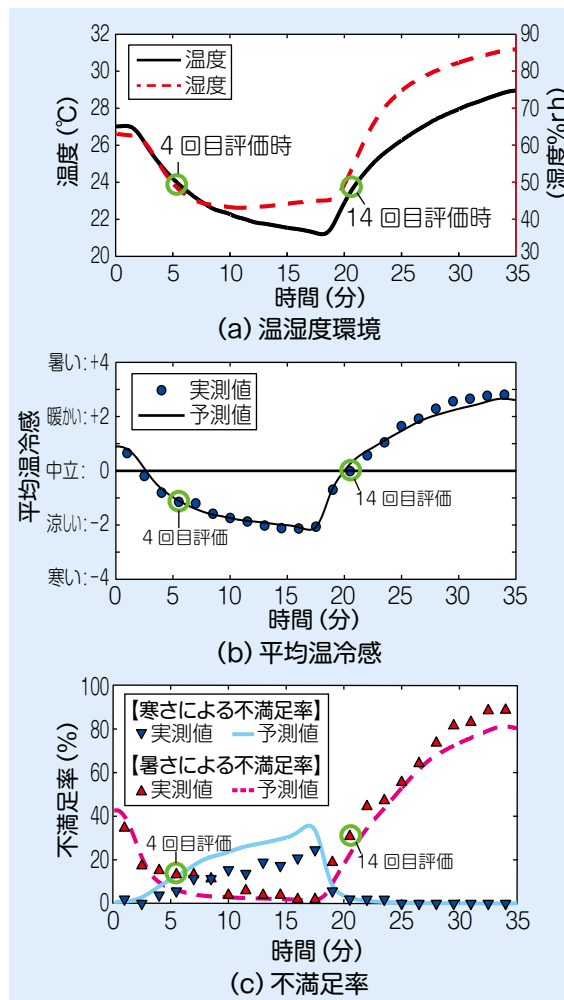 32
30
28
26
24
22
20
温度(℃)
温度
湿度
4回目評価時
14回目評価時
90
80
70
60
50
40
30
(湿度%rh)
0 5 10 15 20 25 30 35
時間(分)
(a) 温湿度環境
暑い:+4
暖かい:+2
中立: 0
涼しい:−2
寒い:−4
平均温冷感
実測値
予測値
4回目評価
14回目評価
0 5 10 15 20 25 30 35
時間(分)
(b) 平均温冷感
100
80
60
40
20
0
不満足率(%)
【寒さによる不満足率】
実測値 予測値
【暑さによる不満足率】
実測値 予測値
4回目評価
14回目評価
0 5 10 15 20 25 30 35
時間(分)
(c) 不満足率